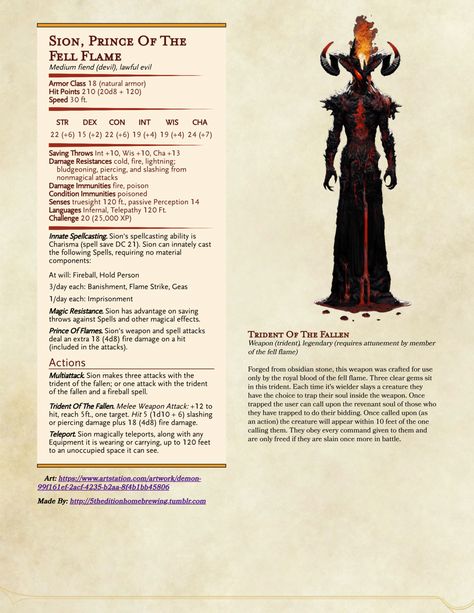 Sion, Prince Of The
Fell Flame
Medium fiend (devil), lawful evil
Armor Class 18 (natural armor)
Hit Points 210 (20d8 + 120)
Speed 30 ft.
STR DEX CON INT WIS CHA
22 (+6) 15 (+2) 22 (+6) 19 (+4) 19 (+4) 24 (+7)
Saving Throws Int +10, Wis +10, Cha +13
Damage Resistances cold, fire, lightning;
bludgeoning, piercing, and slashing from
nonmagical attacks
Damage Immunities fire, poison
Condition Immunities poisoned
Senses truesight 120 ft., passive Perception 14
Languages Infernal, Telepathy 120 Ft.
Challenge 20 (25,000 XP)
Innate Spellcasting. Sion's spellcasting ability is
Charisma (spell save DC 21). Sion can innately cast
the following Spells, requiring no material
components:
At will: Fireball, Hold Person
3/day each: Banishment, Flame Strike, Geas
1/day each: Imprisonment
Magic Resistance. Sion has advantage on saving
throws against Spells and other magical effects.
Prince Of Flames. Sion's weapon and spell attacks
deal an extra 18 (4d8) fire damage on a hit
(included in the attacks).
Actions
Multiattack. Sion makes three attacks with the
trident of the fallen; or one attack with the trident
of the fallen and a fireball spell.
Trident Of The Fallen. Melee Weapon Attack: +12 to
hit, reach 5ft., one target. Hit 5 (1d10 + 6) slashing
or piercing damage plus 18 (4d8) fire damage.
Teleport. Sion magically teleports, along with any
Equipment it is wearing or carrying, up to 120 feet
to an unoccupied space it can see.
Art: https://www.artstation.com/artwork/demon-
99f161ef-2acf-4235-b2aa-8f4b1bb45806
Made By: http://5theditionhomebrewing.tumblr.com
Trident Of The Fallen
Weapon (trident), legendary (requires attunement by member
of the fell flame)
Forged from obsidian stone, this weapon was crafted for use
only by the royal blood of the fell flame. Three clear gems sit
in this trident. Each time it's wielder slays a creature they
have the choice to trap their soul inside the weapon. Once
trapped the user can call upon the revenant soul of those who
they have trapped to do their bidding. Once called upon (as
an action) the creature will appear within 10 feet of the one
calling them. They obey every command given to them and
are only freed if they are slain once more in battle.